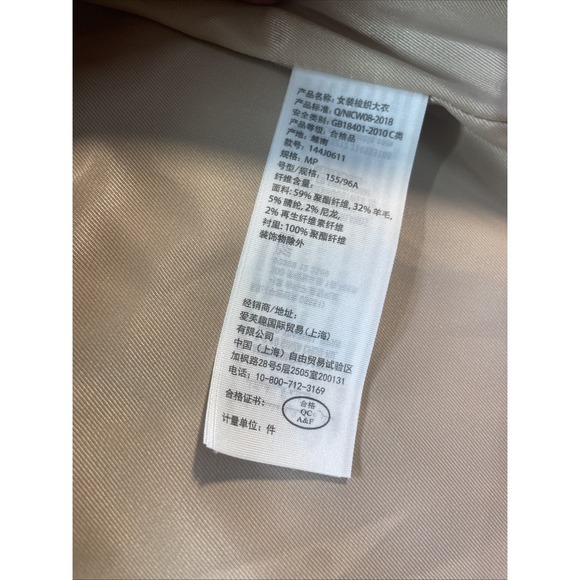 产品名称: 女装梭织大衣
产品标准: Q/NICW08-2018
安全类别: GB18401-2010 C类
产品等级: 合格品
产地: 越南
款号: 144J0611
规格: MP
号型/规格: 155/96A
纤维含量:
面料: 59% 聚酯纤维, 32% 羊毛,
5% 腈纶, 2% 尼龙,
2% 再生纤维素纤维
衬里: 100% 聚酯纤维
装饰物除外
经销商/地址:
爱芙趣国际贸易(上海)
有限公司
中国（上海）自由贸易试验区
加枫路28号5层2505室200131
电话: 10-800-712-3169
合格证书:
合格
QC
A&F
计量单位: 件